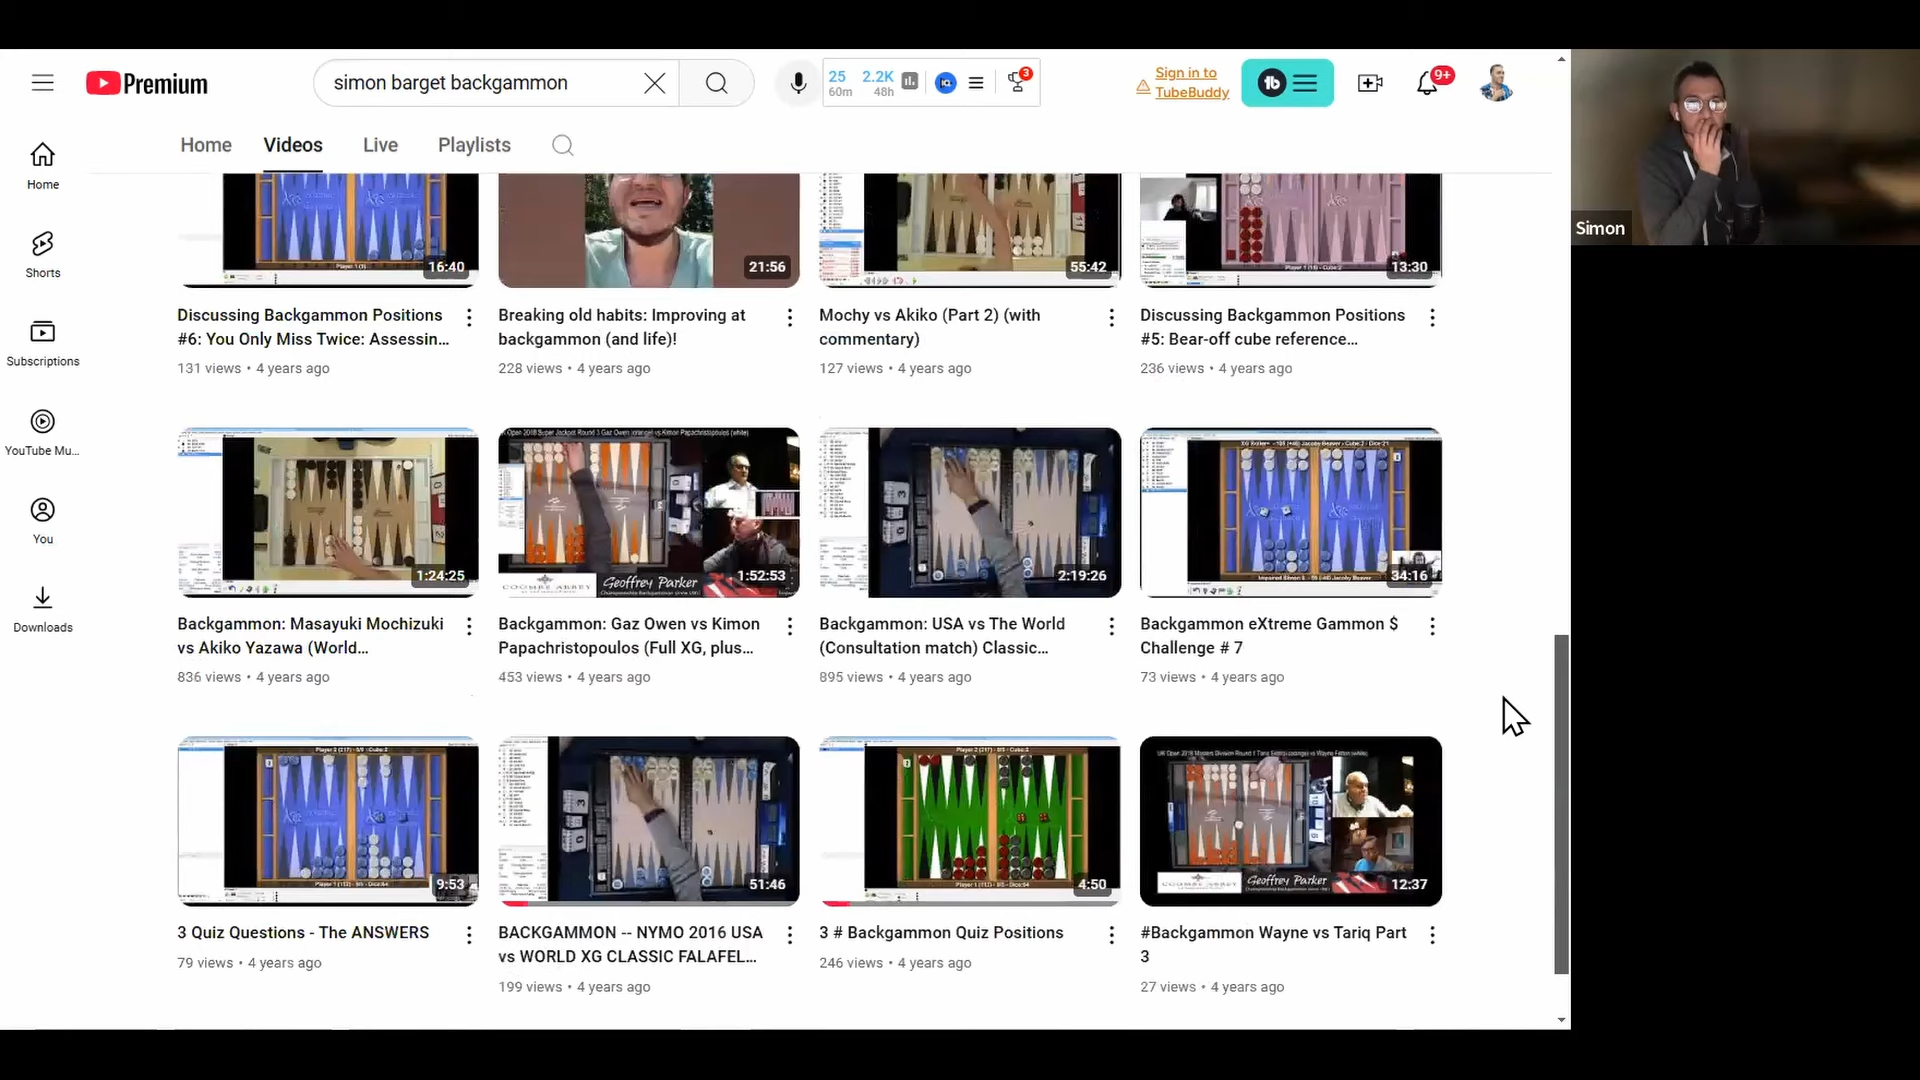 Premium
simon barget backgammon
25
60m
2.2K
48h
3
Sign in to
TubeBuddy
9+
Home
Videos
Live
Playlists
Home
Shorts
Subscriptions
YouTube Mu...
You
Downloads
Simon
16:40
21:56
55:42
13:30
Discussing Backgammon Positions
#6: You Only Miss Twice: Assessin...
131 views • 4 years ago
Breaking old habits: Improving at
backgammon (and life)!
228 views • 4 years ago
Mochy vs Akiko (Part 2) (with
commentary)
127 views • 4 years ago
Discussing Backgammon Positions
#5: Bear-off cube reference...
236 views • 4 years ago
1:24:25
COOMBE ABBEY
Geoffrey Parker
1:52:53
2:19:26
34:16
Backgammon: Masayuki Mochizuki
vs Akiko Yazawa (World...
836 views • 4 years ago
Backgammon: Gaz Owen vs Kimon
Papachristopoulos (Full XG, plus...
453 views • 4 years ago
Backgammon: USA vs The World
(Consultation match) Classic...
895 views • 4 years ago
Backgammon eXtreme Gammon $
Challenge # 7
73 views • 4 years ago
9:53
51:46
4:50
COOMBE ABBEY
Geoffrey Parker
12:37
3 Quiz Questions - The ANSWERS
79 views • 4 years ago
BACKGAMMON -- NYMO 2016 USA
vs WORLD XG CLASSIC FALAFEL...
199 views • 4 years ago
3 # Backgammon Quiz Positions
246 views • 4 years ago
#Backgammon Wayne vs Tariq Part
3
27 views • 4 years ago